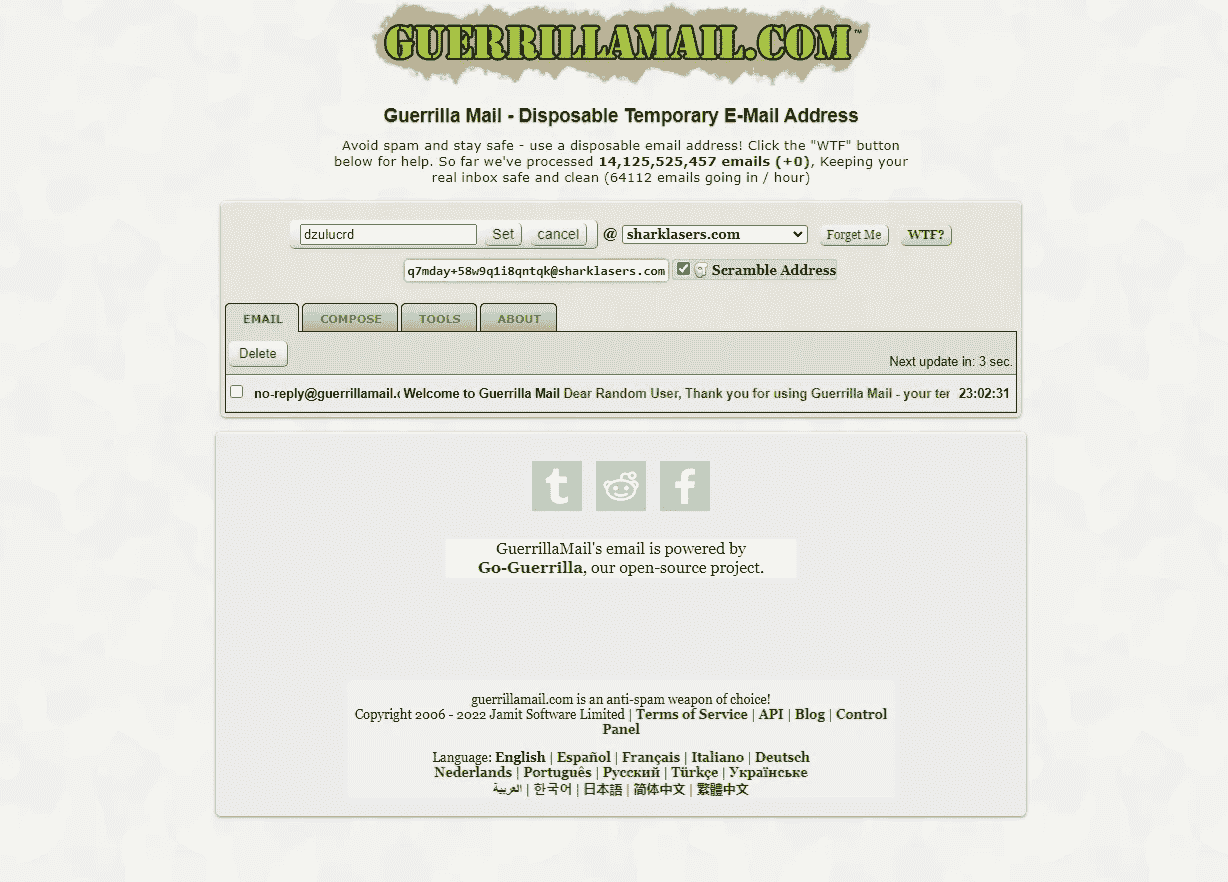 GUERRILLAMAIL.COM™
Guerrilla Mail - Disposable Temporary E-Mail Address
Avoid spam and stay safe - use a disposable email address! Click the "WTF" button
below for help. So far we've processed 14,125,525,457 emails (+0), Keeping your
real inbox safe and clean (64112 emails going in / hour)
dzulucrd Set cancel @ sharklasers.com Forget Me WTF?
q7mday+58w9q1i8qntqk@sharklasers.com Scramble Address
EMAIL COMPOSE TOOLS ABOUT
Delete
Next update in: 3 sec.
no-reply@guerrillamail.c Welcome to Guerrilla Mail Dear Random User, Thank you for using Guerrilla Mail - your ter 23:02:31
GuerrillaMail's email is powered by
Go-Guerrilla, our open-source project.
guerrillamail.com is an anti-spam weapon of choice!
Copyright 2006 - 2022 Jamit Software Limited | Terms of Service | API | Blog | Control
Panel
Language: English | Español | Français | Italiano | Deutsch
Nederlands | Português | Русский | Türkçe | Українське
العربية | 한국어 | 日本語 | 简体中文 | 繁體中文